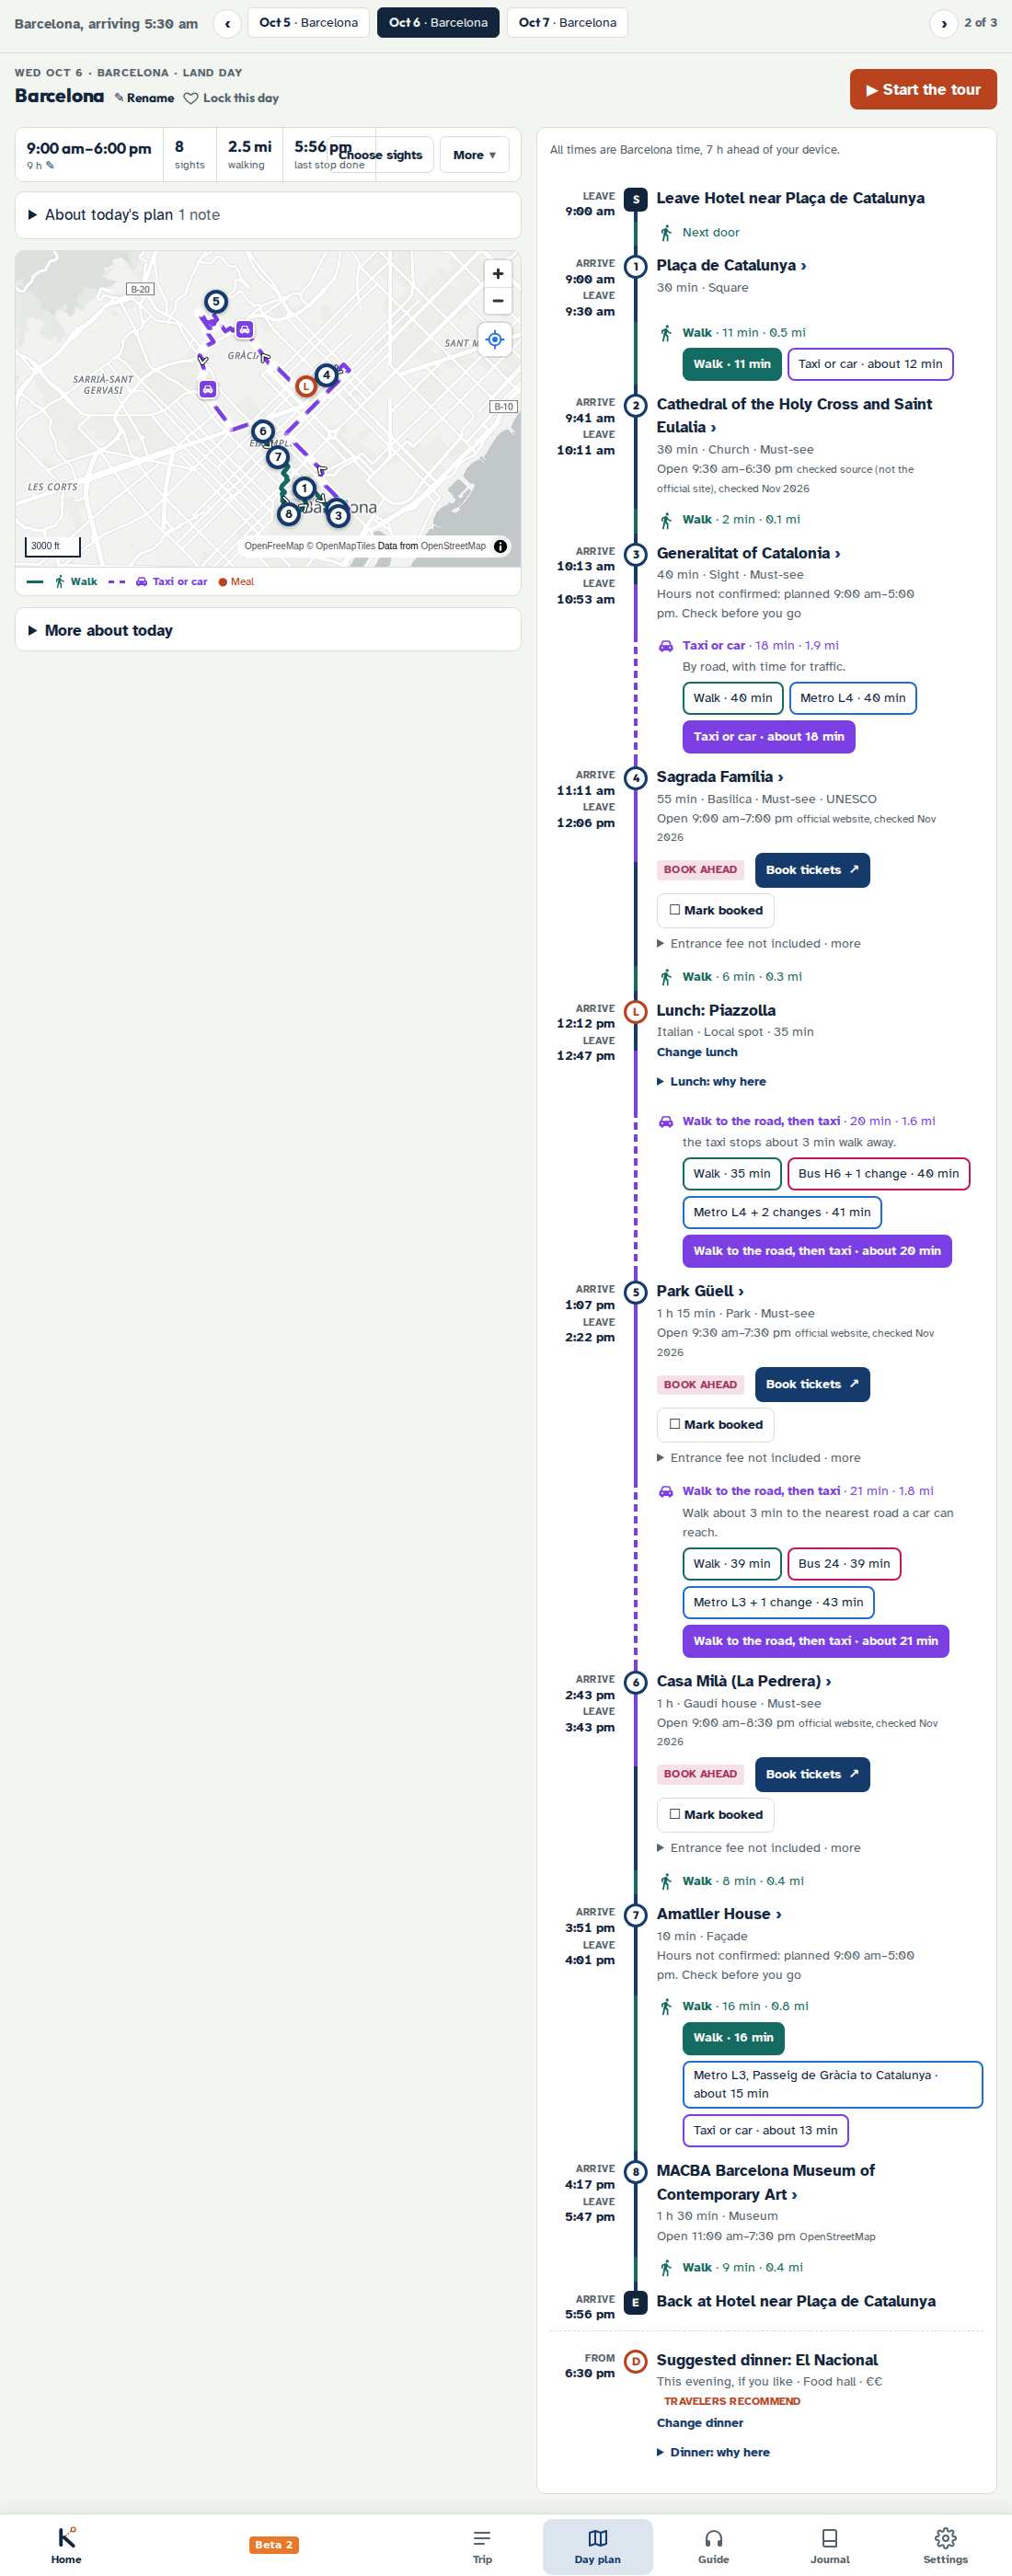 Barcelona, arriving 5:30 am
‹
Oct 5 · Barcelona
Oct 6 · Barcelona
Oct 7 · Barcelona
›
2 of 3
WED OCT 6 · BARCELONA · LAND DAY
Barcelona
✎ Rename
Lock this day
▶ Start the tour
9:00 am–6:00 pm
9 h ✎
8
sights
2.5 mi
walking
5:56 pm
last stop done
Choose sights
More ▾
▶ About today's plan 1 note
B-20
5
GRÀCIA
SANT M
SARRIÀ-SANT
GERVASI
L
4
B-10
6
7
LES CORTS
1
8
3
+
−
3000 ft
OpenFreeMap © OpenMapTiles Data from OpenStreetMap
Walk
Taxi or car
Meal
▶ More about today
All times are Barcelona time, 7 h ahead of your device.
LEAVE
9:00 am
S
Leave Hotel near Plaça de Catalunya
Next door
ARRIVE
9:00 am
LEAVE
9:30 am
1
Plaça de Catalunya ›
30 min · Square
Walk · 11 min · 0.5 mi
Walk · 11 min
Taxi or car · about 12 min
ARRIVE
9:41 am
LEAVE
10:11 am
2
Cathedral of the Holy Cross and Saint
Eulalia ›
30 min · Church · Must-see
Open 9:30 am–6:30 pm checked source (not the
official site), checked Nov 2026
Walk · 2 min · 0.1 mi
ARRIVE
10:13 am
LEAVE
10:53 am
3
Generalitat of Catalonia ›
40 min · Sight · Must-see
Hours not confirmed: planned 9:00 am–5:00
pm. Check before you go
Taxi or car · 18 min · 1.9 mi
By road, with time for traffic.
Walk · 40 min
Metro L4 · 40 min
Taxi or car · about 18 min
ARRIVE
11:11 am
LEAVE
12:06 pm
4
Sagrada Família ›
55 min · Basilica · Must-see · UNESCO
Open 9:00 am–7:00 pm official website, checked Nov
2026
BOOK AHEAD
Book tickets ↗
☐ Mark booked
▶ Entrance fee not included · more
Walk · 6 min · 0.3 mi
ARRIVE
12:12 pm
LEAVE
12:47 pm
L
Lunch: Piazzolla
Italian · Local spot · 35 min
Change lunch
▶ Lunch: why here
Walk to the road, then taxi · 20 min · 1.6 mi
the taxi stops about 3 min walk away.
Walk · 35 min
Bus H6 + 1 change · 40 min
Metro L4 + 2 changes · 41 min
Walk to the road, then taxi · about 20 min
ARRIVE
1:07 pm
LEAVE
2:22 pm
5
Park Güell ›
1 h 15 min · Park · Must-see
Open 9:30 am–7:30 pm official website, checked Nov
2026
BOOK AHEAD
Book tickets ↗
☐ Mark booked
▶ Entrance fee not included · more
Walk to the road, then taxi · 21 min · 1.8 mi
Walk about 3 min to the nearest road a car can
reach.
Walk · 39 min
Bus 24 · 39 min
Metro L3 + 1 change · 43 min
Walk to the road, then taxi · about 21 min
ARRIVE
2:43 pm
LEAVE
3:43 pm
6
Casa Milà (La Pedrera) ›
1 h · Gaudí house · Must-see
Open 9:00 am–8:30 pm official website, checked Nov
2026
BOOK AHEAD
Book tickets ↗
☐ Mark booked
▶ Entrance fee not included · more
Walk · 8 min · 0.4 mi
ARRIVE
3:51 pm
LEAVE
4:01 pm
7
Amatller House ›
10 min · Façade
Hours not confirmed: planned 9:00 am–5:00
pm. Check before you go
Walk · 16 min · 0.8 mi
Walk · 16 min
Metro L3, Passeig de Gràcia to Catalunya ·
about 15 min
Taxi or car · about 13 min
ARRIVE
4:17 pm
LEAVE
5:47 pm
8
MACBA Barcelona Museum of
Contemporary Art ›
1 h 30 min · Museum
Open 11:00 am–7:30 pm OpenStreetMap
Walk · 9 min · 0.4 mi
ARRIVE
5:56 pm
E
Back at Hotel near Plaça de Catalunya
FROM
6:30 pm
D
Suggested dinner: El Nacional
This evening, if you like · Food hall · €€
TRAVELERS RECOMMEND
Change dinner
▶ Dinner: why here
Home
Beta 2
Trip
Day plan
Guide
Journal
Settings